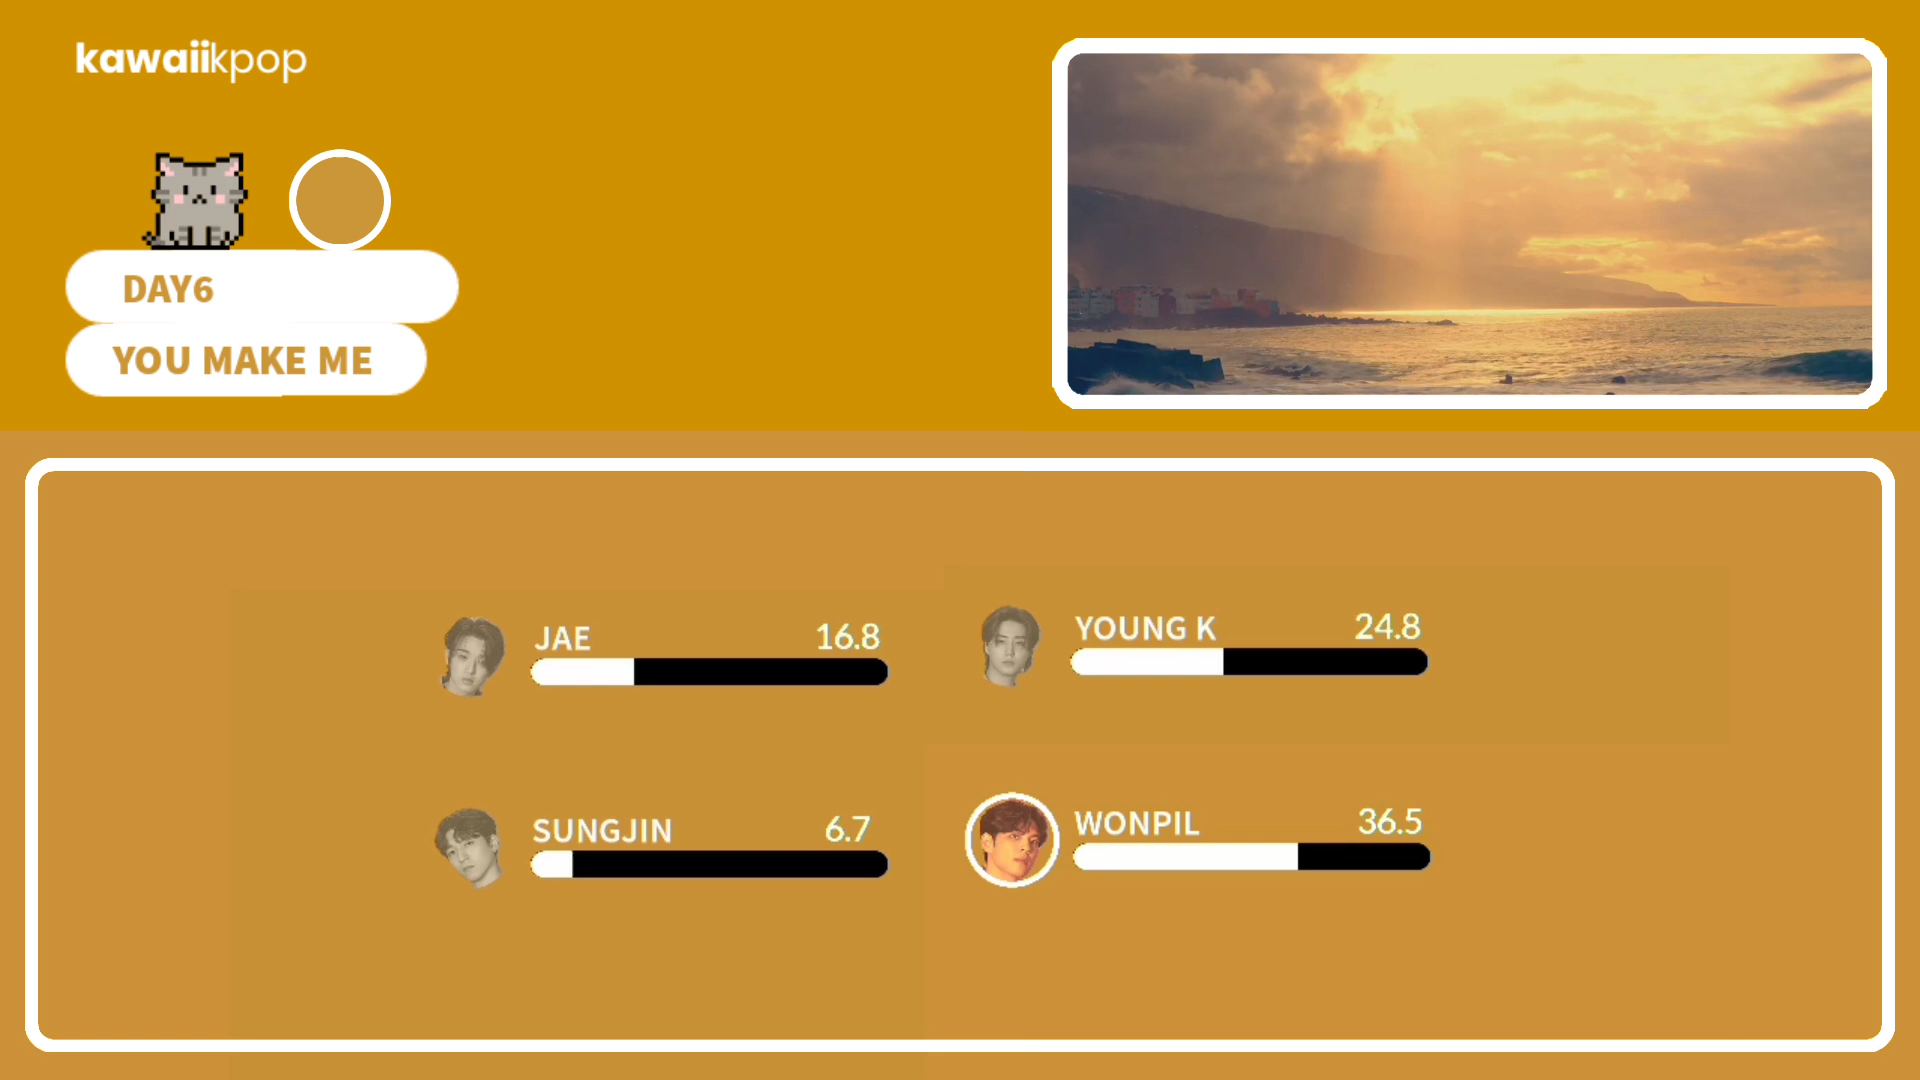 kawaiikpop
DAY6
YOU MAKE ME
JAE 16.8
YOUNG K 24.8
SUNGJIN 6.7
WONPIL 36.5